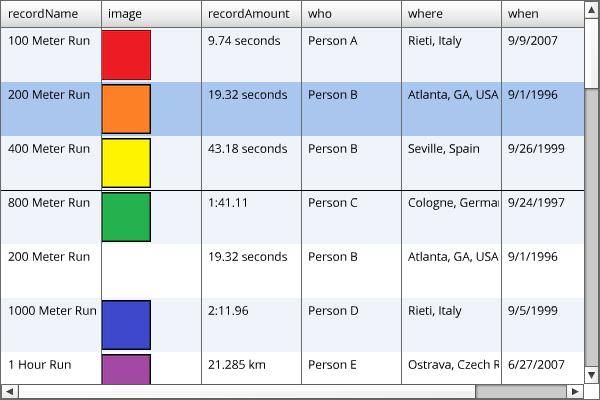 recordName image recordAmount who where when
100 Meter Run 9.74 seconds Person A Rieti, Italy 9/9/2007
200 Meter Run 19.32 seconds Person B Atlanta, GA, USA 9/1/1996
400 Meter Run 43.18 seconds Person B Seville, Spain 9/26/1999
800 Meter Run 1:41.11 Person C Cologne, Germa 9/24/1997
200 Meter Run 19.32 seconds Person B Atlanta, GA, USA 9/1/1996
1000 Meter Run 2:11.96 Person D Rieti, Italy 9/5/1999
1 Hour Run 21.285 km Person E Ostrava, Czech R 6/27/2007